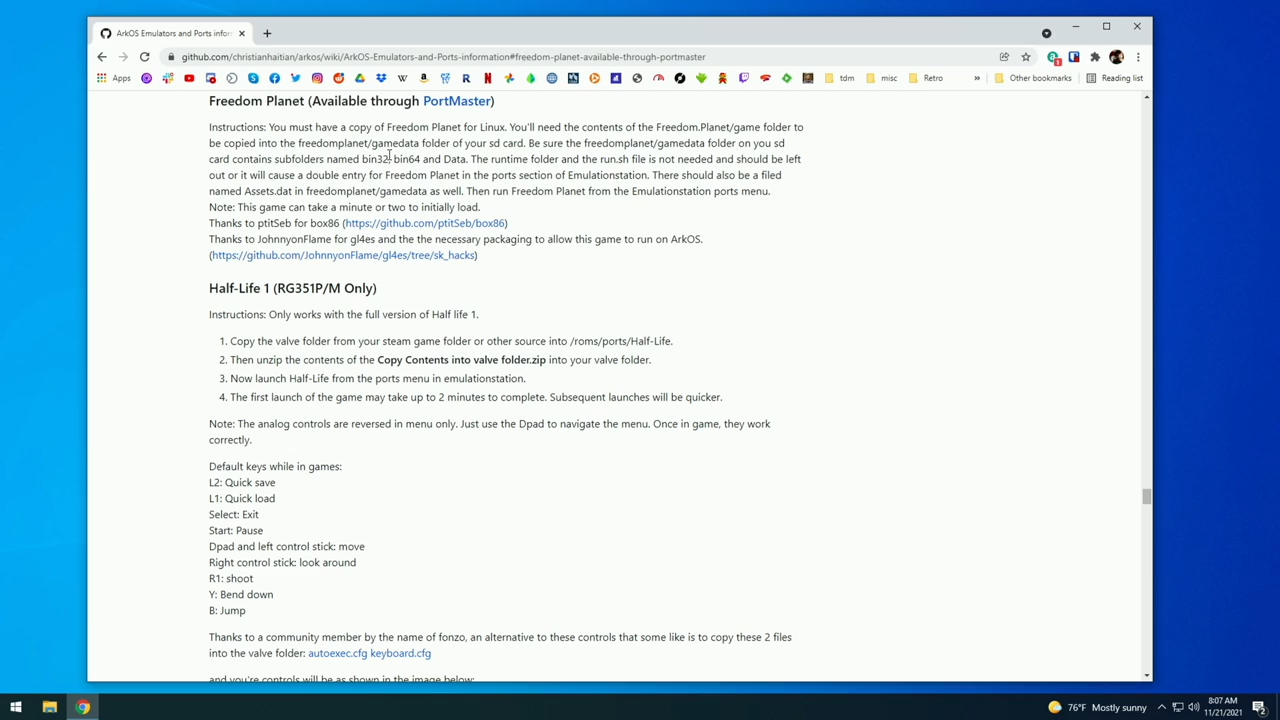 ArkOS Emulators and Ports infor
github.com/christianhaitian/arkos/wiki/ArkOS-Emulators-and-Ports-information#freedom-planet-available-through-portmaster
Apps
tdm
misc
Retro
»
Other bookmarks
Reading list
Freedom Planet (Available through PortMaster)
Instructions: You must have a copy of Freedom Planet for Linux. You'll need the contents of the Freedom.Planet/game folder to
be copied into the freedomplanet/gamedata folder of your sd card. Be sure the freedomplanet/gamedata folder on you sd
card contains subfolders named bin32, bin64 and Data. The runtime folder and the run.sh file is not needed and should be left
out or it will cause a double entry for Freedom Planet in the ports section of Emulationstation. There should also be a filed
named Assets.dat in freedomplanet/gamedata as well. Then run Freedom Planet from the Emulationstation ports menu.
Note: This game can take a minute or two to initially load.
Thanks to ptitSeb for box86 (https://github.com/ptitSeb/box86)
Thanks to JohnnyonFlame for gl4es and the the necessary packaging to allow this game to run on ArkOS.
(https://github.com/JohnnyonFlame/gl4es/tree/sk_hacks)
Half-Life 1 (RG351P/M Only)
Instructions: Only works with the full version of Half life 1.
1. Copy the valve folder from your steam game folder or other source into /roms/ports/Half-Life.
2. Then unzip the contents of the Copy Contents into valve folder.zip into your valve folder.
3. Now launch Half-Life from the ports menu in emulationstation.
4. The first launch of the game may take up to 2 minutes to complete. Subsequent launches will be quicker.
Note: The analog controls are reversed in menu only. Just use the Dpad to navigate the menu. Once in game, they work
correctly.
Default keys while in games:
L2: Quick save
L1: Quick load
Select: Exit
Start: Pause
Dpad and left control stick: move
Right control stick: look around
R1: shoot
Y: Bend down
B: Jump
Thanks to a community member by the name of fonzo, an alternative to these controls that some like is to copy these 2 files
into the valve folder: autoexec.cfg keyboard.cfg
and you're controls will be as shown in the image below:
76°F Mostly sunny
8:07 AM
11/21/2021
2